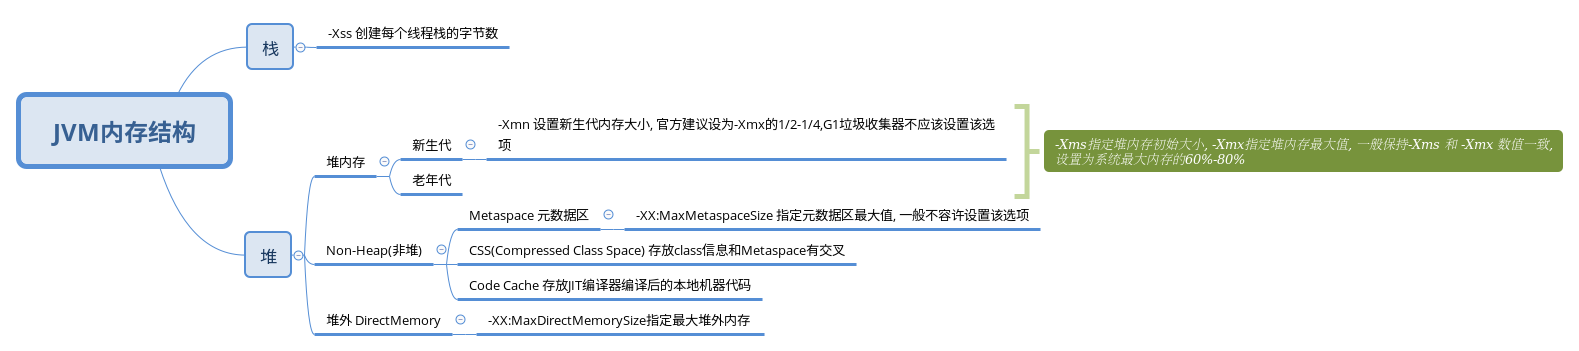 JVM内存结构
栈
-Xss 创建每个线程栈的字节数
堆
堆内存
新生代
-Xmn 设置新生代内存大小, 官方建议设为-Xmx的1/2-1/4,G1垃圾收集器不应该设置该选
项
老年代
-Xms指定堆内存初始大小, -Xmx指定堆内存最大值, 一般保持-Xms 和 -Xmx 数值一致,
设置为系统最大内存的60%-80%
Non-Heap(非堆)
Metaspace 元数据区
-XX:MaxMetaspaceSize 指定元数据区最大值, 一般不容许设置该选项
CSS(Compressed Class Space) 存放class信息和Metaspace有交叉
Code Cache 存放JIT编译器编译后的本地机器代码
堆外 DirectMemory
-XX:MaxDirectMemorySize指定最大堆外内存